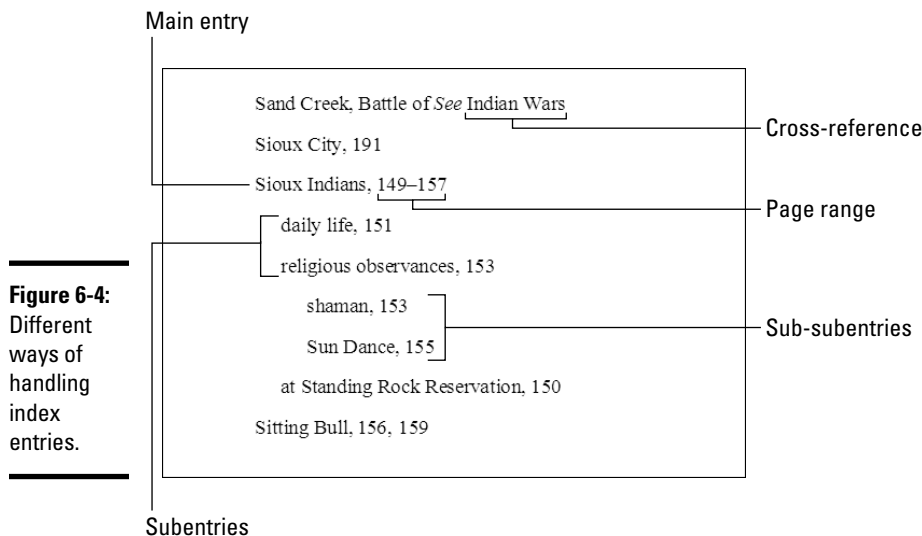 Main entry
Sand Creek, Battle of See Indian Wars
Cross-reference
Sioux City, 191
Sioux Indians, 149–157
Page range
daily life, 151
religious observances, 153
shaman, 153
Sub-subentries
Sun Dance, 155
at Standing Rock Reservation, 150
Sitting Bull, 156, 159
Subentries
Figure 6-4:
Different
ways of
handling
index
entries.